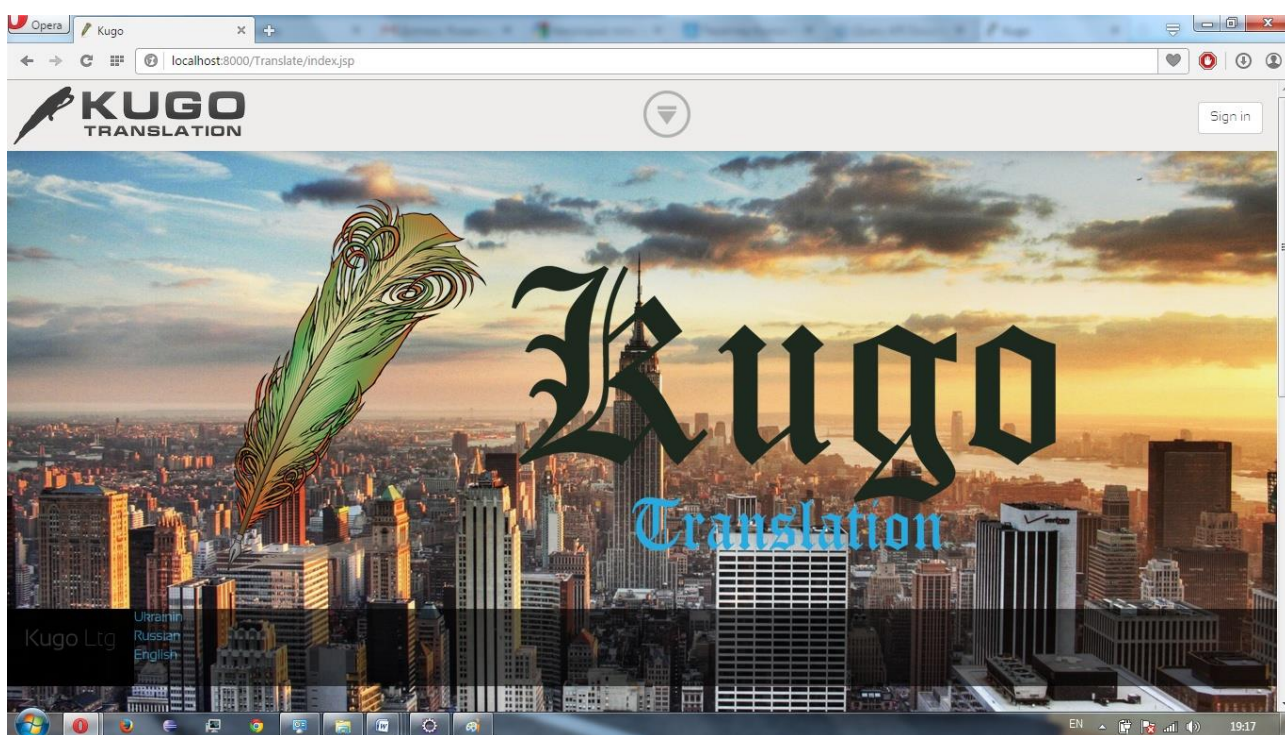 Opera
Kugo
localhost:8000/Translate/index.jsp
KUGO
TRANSLATION
Sign in
Kugo
Translation
verizon
Kugo Ltg
Ukrainin
Russian
English
EN
19:17